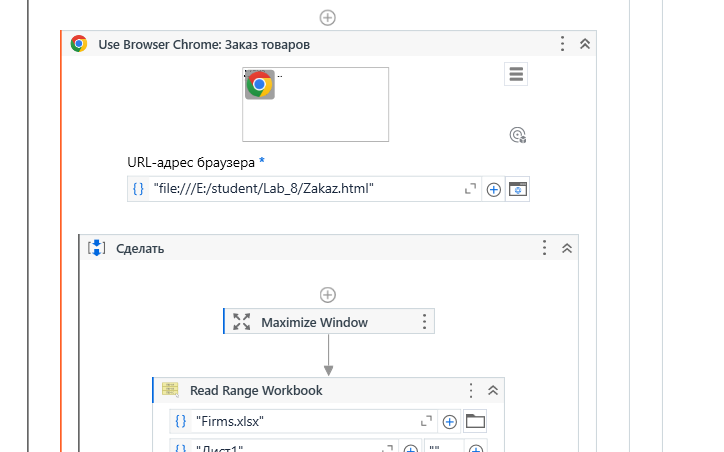 Use Browser Chrome: Заказ товаров
URL-адрес браузера *
{} "file:///E:/student/Lab_8/Zakaz.html"
Сделать
Maximize Window
Read Range Workbook
{} "Firms.xlsx"
{} "Лист1" ""